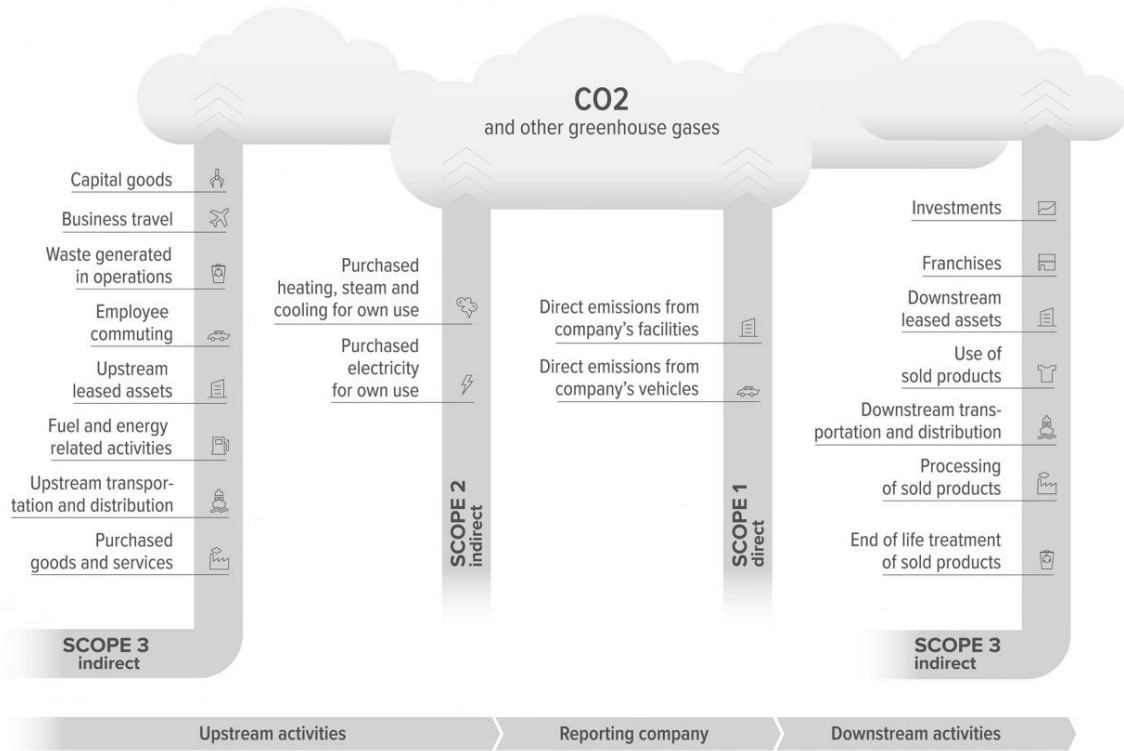 CO2
and other greenhouse gases
Capital goods
Business travel
Waste generated
in operations
Employee
commuting
Upstream
leased assets
Fuel and energy
related activities
Upstream transpor-
tation and distribution
Purchased
goods and services
SCOPE 3
indirect
Purchased
heating, steam and
cooling for own use
Purchased
electricity
for own use
SCOPE 2
indirect
Direct emissions from
company's facilities
Direct emissions from
company's vehicles
SCOPE 1
direct
Investments
Franchises
Downstream
leased assets
Use of
sold products
Downstream trans-
portation and distribution
Processing
of sold products
End of life treatment
of sold products
SCOPE 3
indirect
Upstream activities
Reporting company
Downstream activities